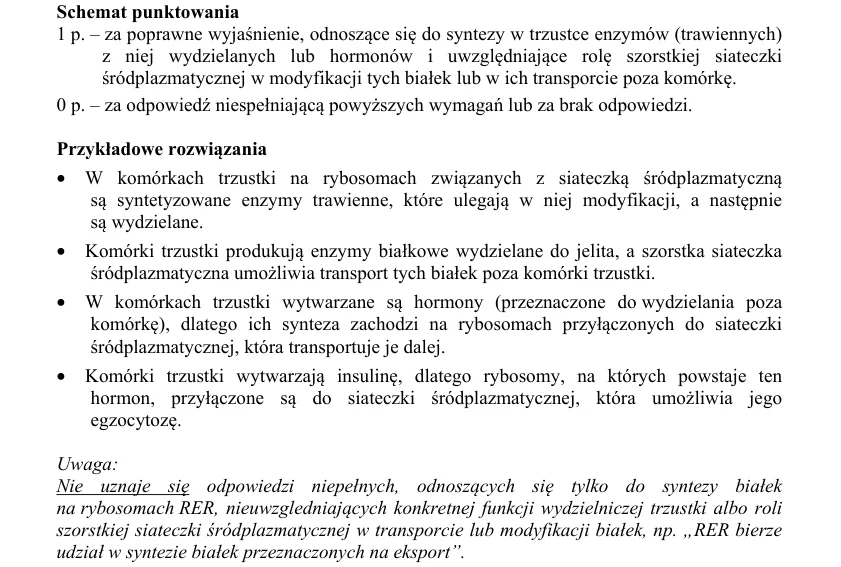 Schemat punktowania
1 p. – za poprawne wyjaśnienie, odnoszące się do syntezy w trzustce enzymów (trawiennych)
z niej wydzielanych lub hormonów i uwzględniające rolę szorstkiej siateczki
śródplazmatycznej w modyfikacji tych białek lub w ich transporcie poza komórkę.
0 p. – za odpowiedź niespełniającą powyższych wymagań lub za brak odpowiedzi.
Przykładowe rozwiązania
• W komórkach trzustki na rybosomach związanych z siateczką śródplazmatyczną
są syntetyzowane enzymy trawienne, które ulegają w niej modyfikacji, a następnie
są wydzielane.
• Komórki trzustki produkują enzymy białkowe wydzielane do jelita, a szorstka siateczka
śródplazmatyczna umożliwia transport tych białek poza komórki trzustki.
• W komórkach trzustki wytwarzane są hormony (przeznaczone do wydzielania poza
komórkę), dlatego ich synteza zachodzi na rybosomach przyłączonych do siateczki
śródplazmatycznej, która transportuje je dalej.
• Komórki trzustki wytwarzają insulinę, dlatego rybosomy, na których powstaje ten
hormon, przyłączone są do siateczki śródplazmatycznej, która umożliwia jego
egzocytozę.
Uwaga:
Nie uznaje się odpowiedzi niepełnych, odnoszących się tylko do syntezy białek
na rybosomach RER, nieuwzgledniających konkretnej funkcji wydzielniczej trzustki albo roli
szorstkiej siateczki śródplazmatycznej w transporcie lub modyfikacji białek, np. „RER bierze
udział w syntezie białek przeznaczonych na eksport”.